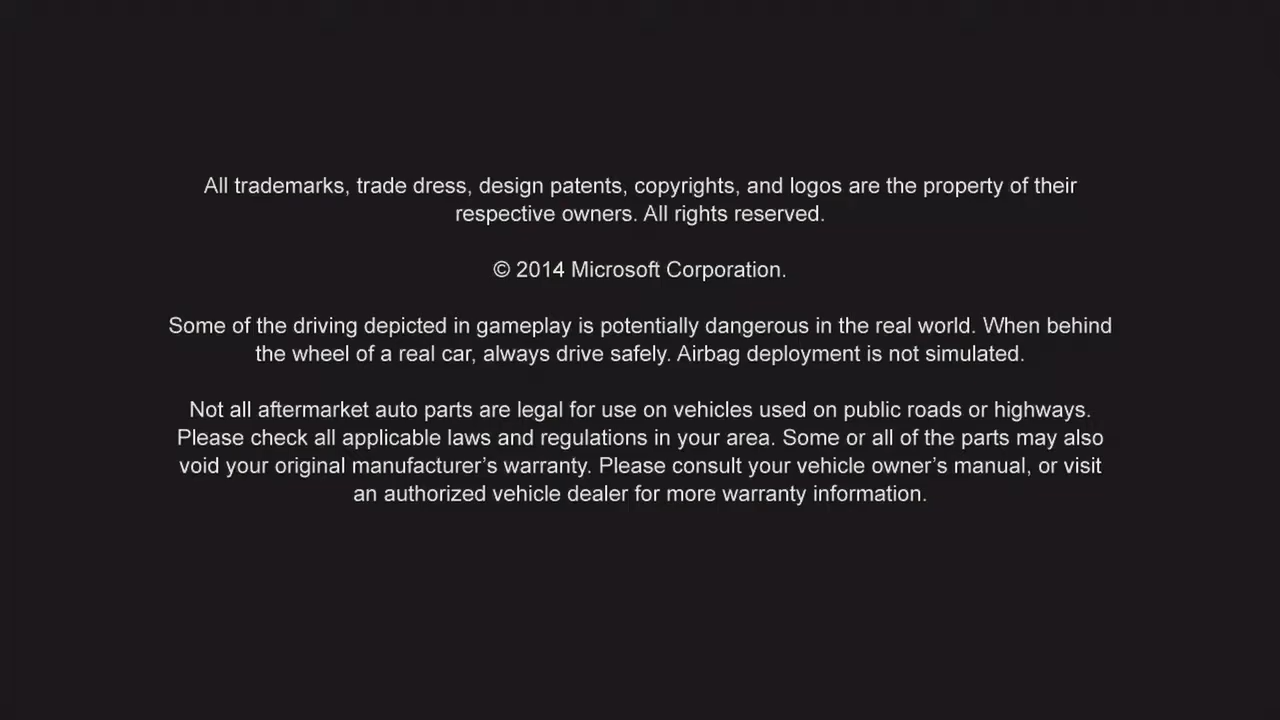 All trademarks, trade dress, design patents, copyrights, and logos are the property of their
respective owners. All rights reserved.
© 2014 Microsoft Corporation.
Some of the driving depicted in gameplay is potentially dangerous in the real world. When behind
the wheel of a real car, always drive safely. Airbag deployment is not simulated.
Not all aftermarket auto parts are legal for use on vehicles used on public roads or highways.
Please check all applicable laws and regulations in your area. Some or all of the parts may also
void your original manufacturer’s warranty. Please consult your vehicle owner’s manual, or visit
an authorized vehicle dealer for more warranty information.